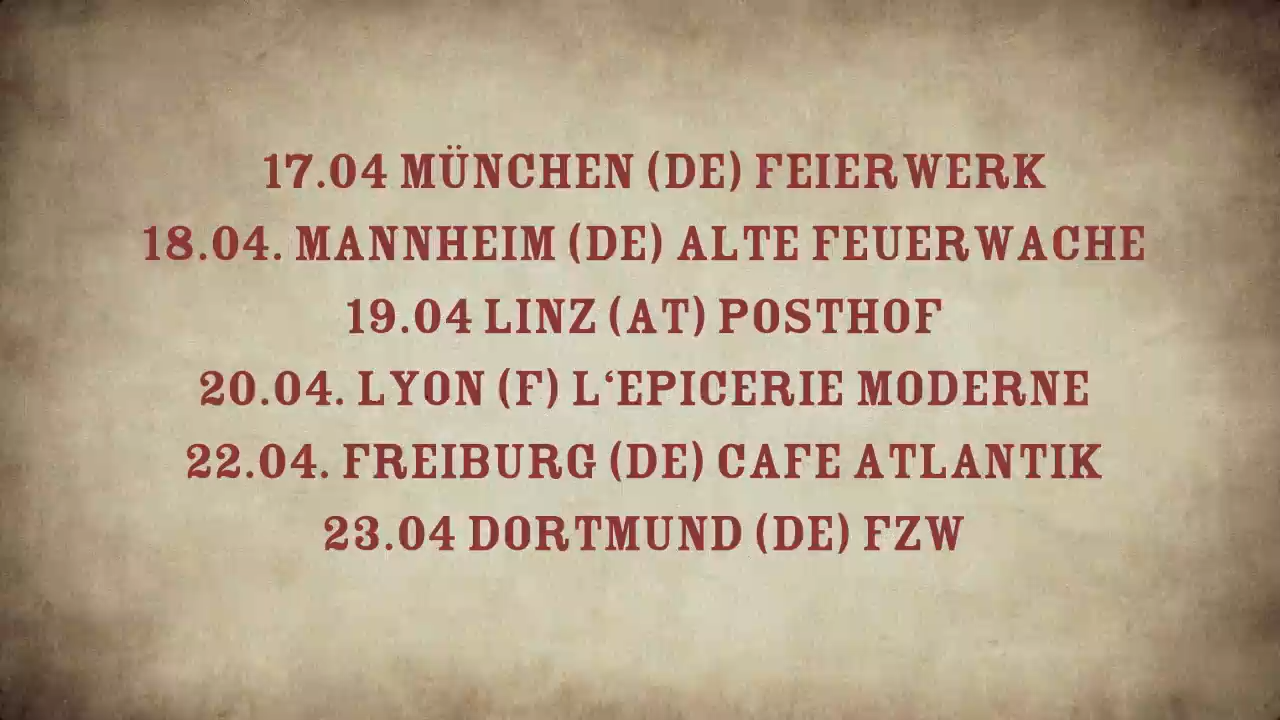 17.04 MÜNCHEN (DE) FEIERWERK
18.04. MANNHEIM (DE) ALTE FEUERWACHE
19.04 LINZ (AT) POSTHOF
20.04. LYON (F) L‘EPICERIE MODERNE
22.04. FREIBURG (DE) CAFE ATLANTIK
23.04 DORTMUND (DE) FZW